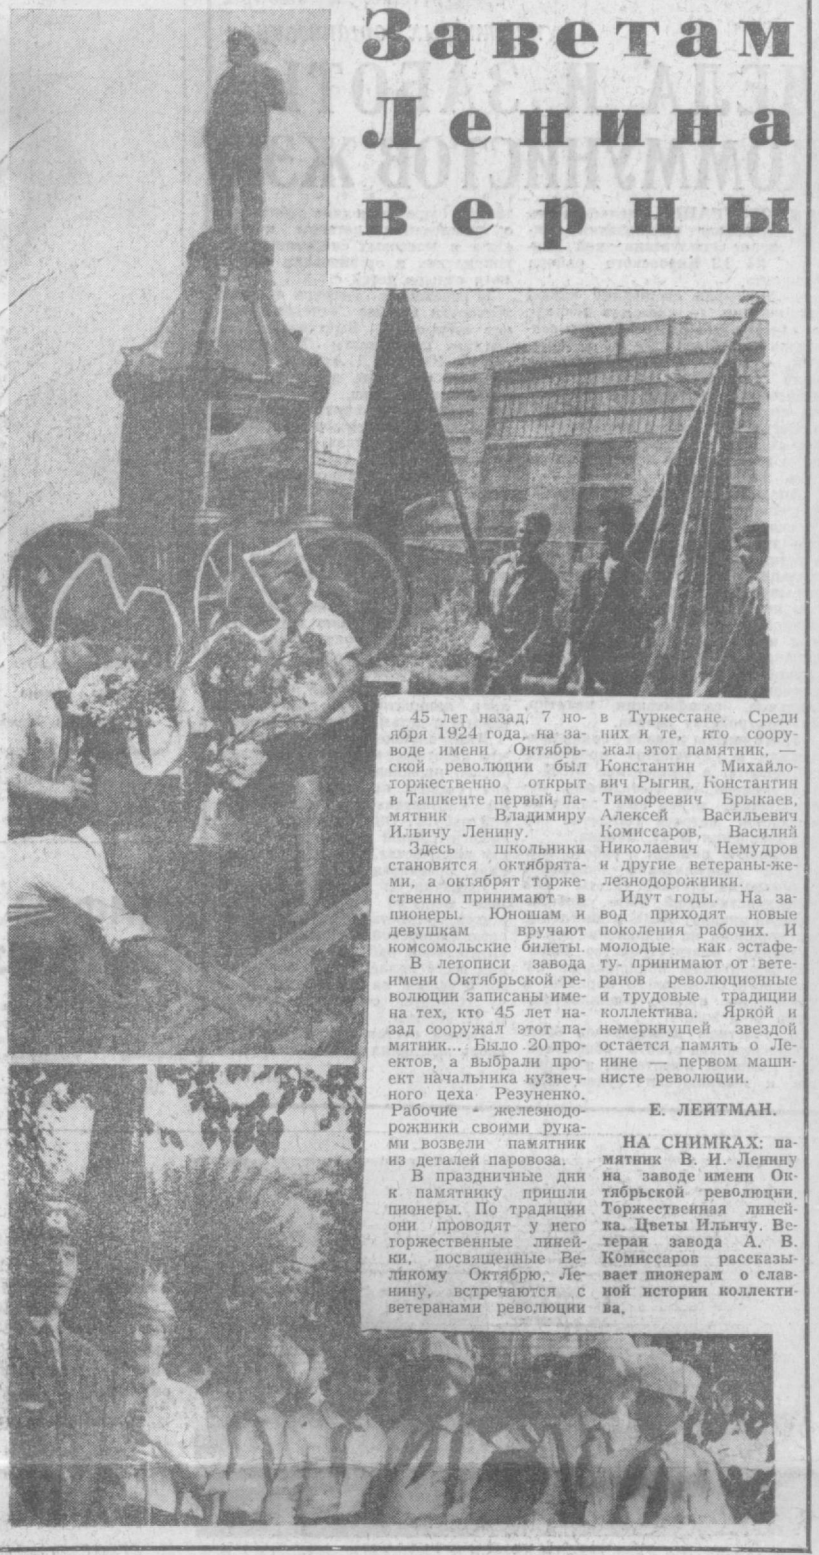 Заветам
Ленина
верны
45 лет назад, 7 но-
ября 1924 года, на за-
воде имени Октябрь-
ской революции был
торжественно открыт
в Ташкенте первый па-
мятник Владимиру
Ильичу Ленину.
Здесь школьники
становятся октябрята-
ми, а октябрят торже-
ственно принимают в
пионеры. Юношам и
девушкам вручают
комсомольские билеты.
В летописи завода
имени Октябрьской ре-
волюции записаны име-
на тех, кто 45 лет на-
зад сооружал этот па-
мятник... Было 20 про-
ектов, а выбрали про-
ект начальника кузнеч-
ного цеха Резуненко.
Рабочие - железнодо-
рожники своими рука-
ми возвели памятник
из деталей паровоза.
В праздничные дни
к памятнику пришли
пионеры. По традиции
они проводят у него
торжественные линей-
ки, посвященные Ве-
ликому Октябрю, Ле-
нину, встречаются с
ветеранами революции
в Туркестане. Среди
них и те, кто соору-
жал этот памятник, —
Константин Михайло-
вич Рыгин, Константин
Тимофеевич Брыкаев,
Алексей Васильевич
Комиссаров, Василий
Николаевич Немудров
и другие ветераны-же-
лезнодорожники.
Идут годы. На за-
вод приходят новые
поколения рабочих. И
молодые как эстафе-
ту принимают от вете-
ранов революционные
и трудовые традиции
коллектива. Яркой и
немеркнущей звездой
остается память о Ле-
нине — первом маши-
нисте революции.
Е. ЛЕЙТМАН.
НА СНИМКАХ: па-
мятник В. И. Ленину
на заводе имени Ок-
тябрьской революции.
Торжественная линей-
ка. Цветы Ильичу. Ве-
теран завода А. В.
Комиссаров рассказы-
вает пионерам о слав-
ной истории коллекти-
ва.